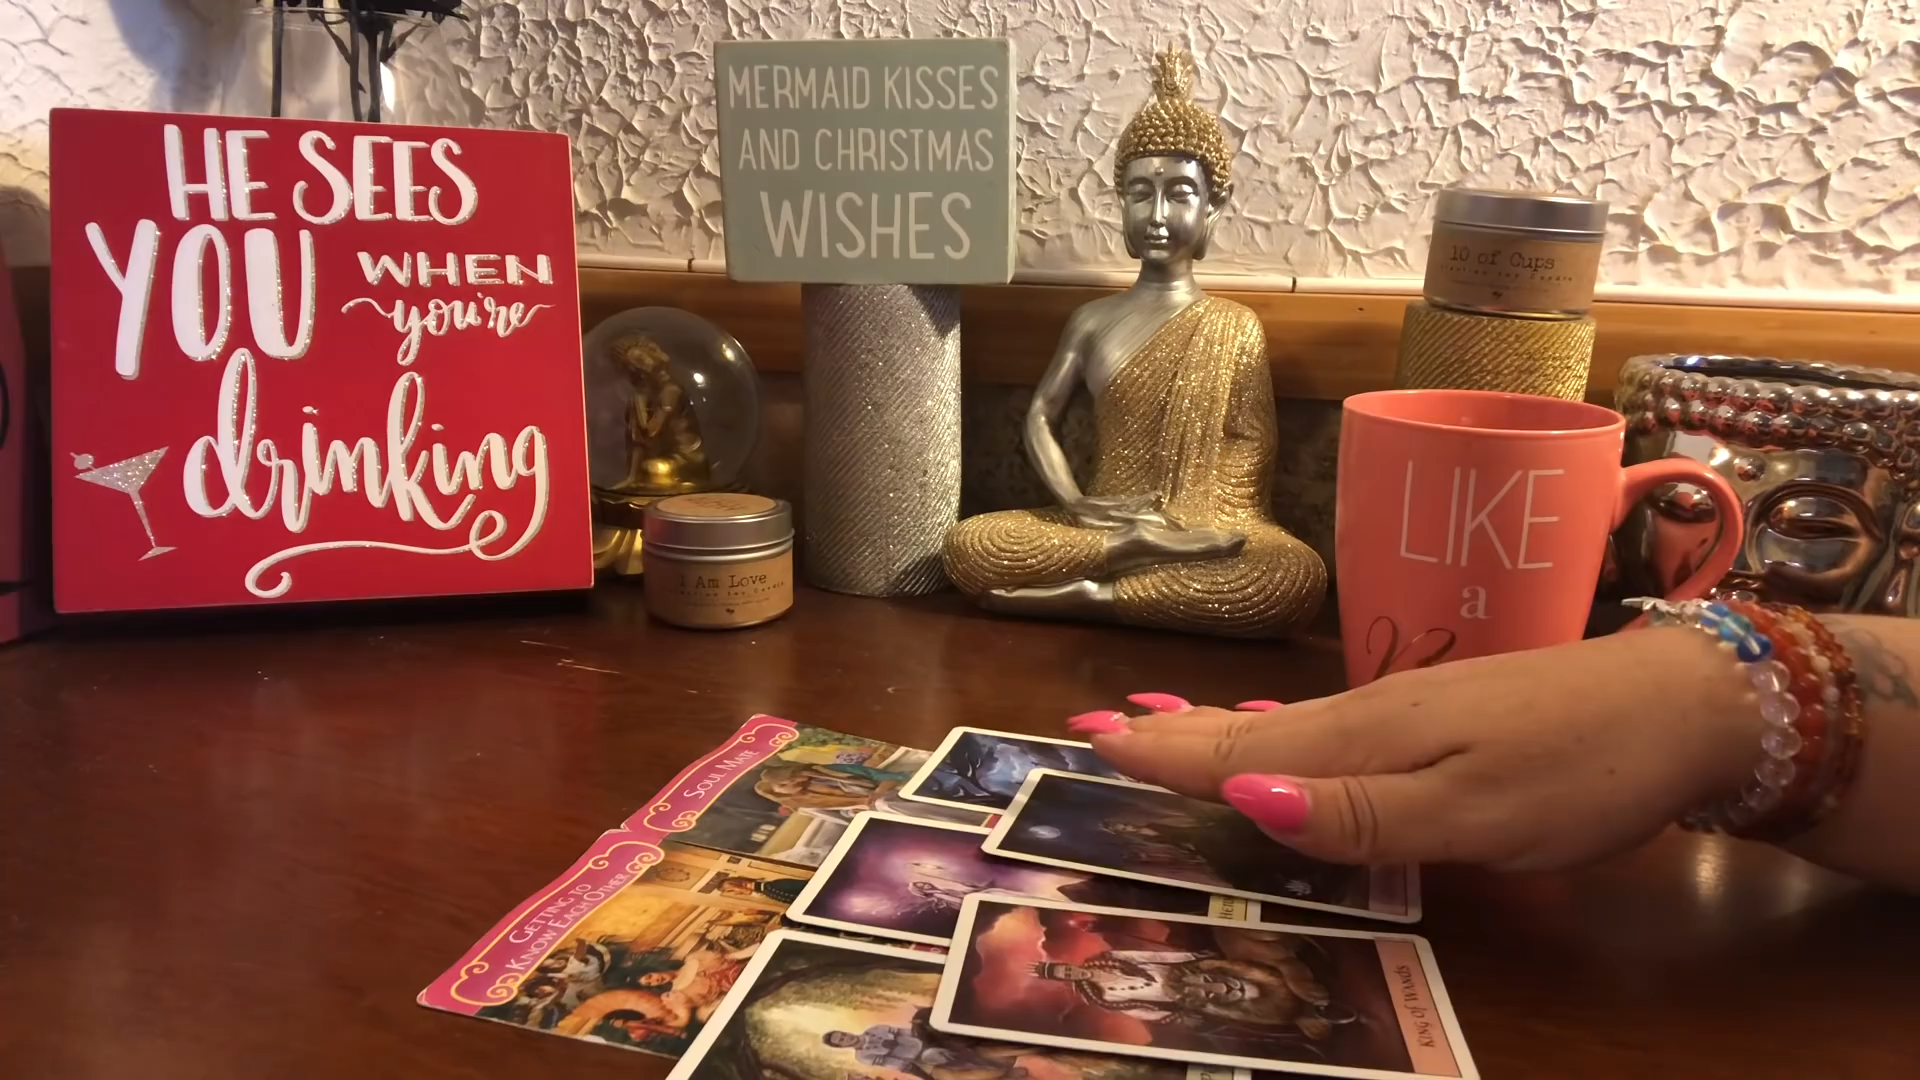 HE SEES
YOU WHEN
you're
drinking
MERMAID KISSES
AND CHRISTMAS
WISHES
10 of Cups
I Am Love
LIKE
a
SOUL MATE
GETTING TO
KNOW EACH OTHER
KING OF WANDS